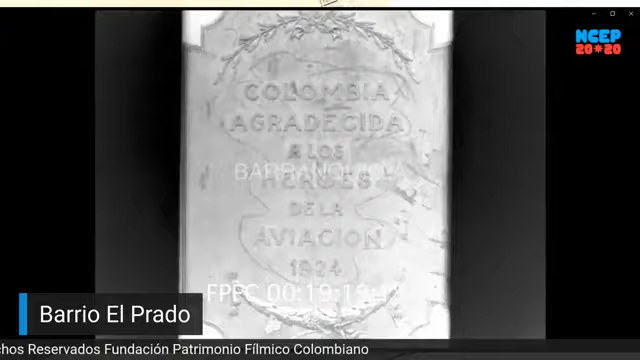 NCEP
20*20
COLOMBIA
AGRADECIDA
A LOS
BARRANQUILLA
HEROES
DE LA
AVIACION
1924
FPFC 00:19:19:
Barrio El Prado
chos Reservados Fundación Patrimonio Fílmico Colombiano